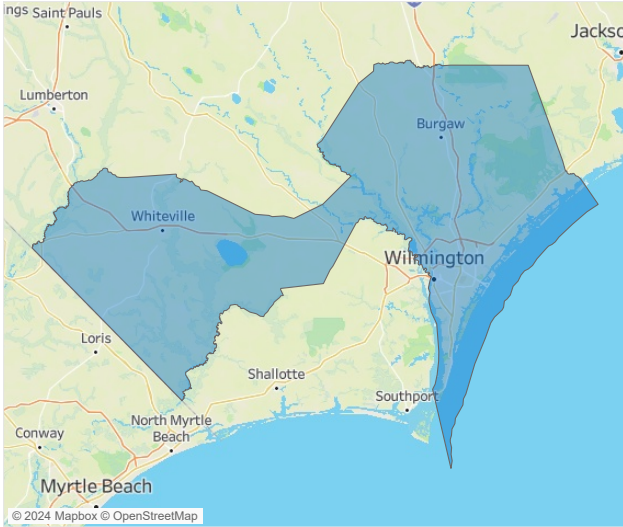 ings
Saint Pauls
Jackso
Lumberton
Burgaw
Whiteville
Wilmington
Loris
Shallotte
Southport
North Myrtle
Beach
Conway
Myrtle Beach
© 2024 Mapbox © OpenStreetMap